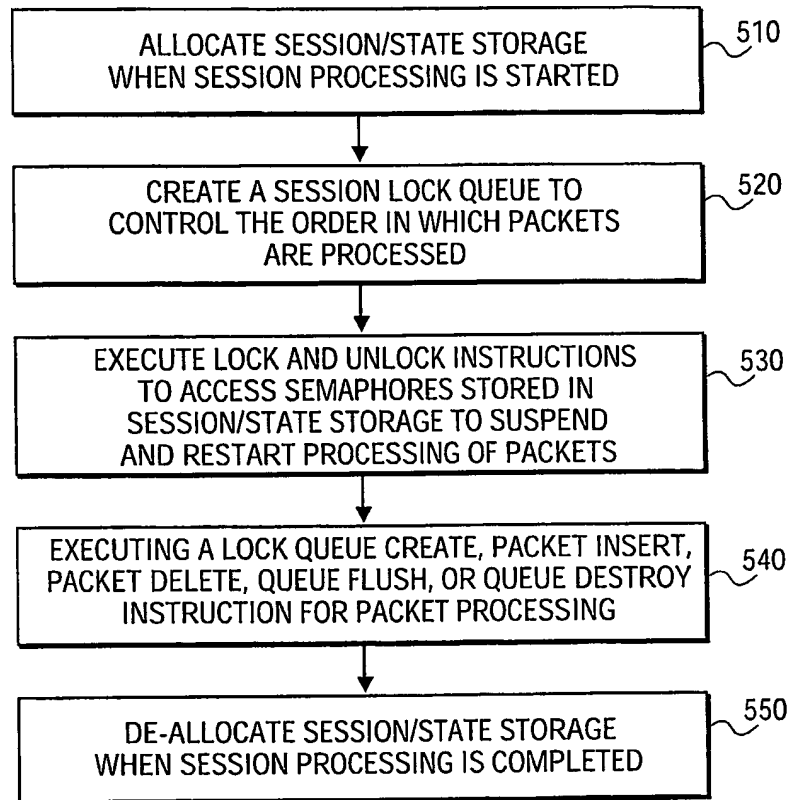 ALLOCATE SESSION/STATE STORAGE
WHEN SESSION PROCESSING IS STARTED
510
CREATE A SESSION LOCK QUEUE TO
CONTROL THE ORDER IN WHICH PACKETS
ARE PROCESSED
520
EXECUTE LOCK AND UNLOCK INSTRUCTIONS
TO ACCESS SEMAPHORES STORED IN
SESSION/STATE STORAGE TO SUSPEND
AND RESTART PROCESSING OF PACKETS
530
EXECUTING A LOCK QUEUE CREATE, PACKET INSERT,
PACKET DELETE, QUEUE FLUSH, OR QUEUE DESTROY
INSTRUCTION FOR PACKET PROCESSING
540
DE-ALLOCATE SESSION/STATE STORAGE
WHEN SESSION PROCESSING IS COMPLETED
550